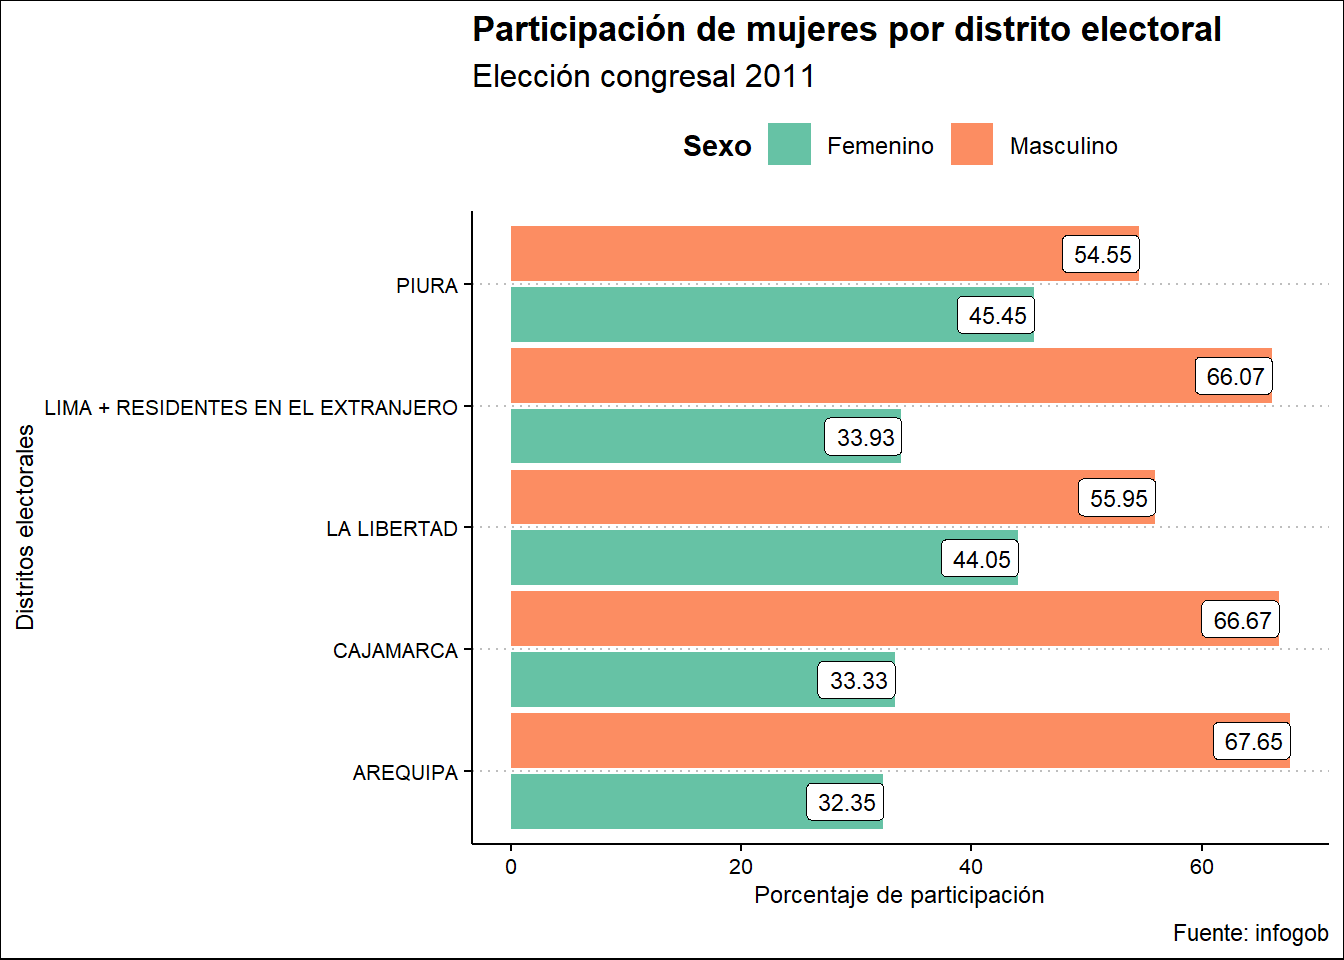 Participación de mujeres por distrito electoral
Elección congresal 2011
Sexo Femenino Masculino
Distritos electorales
PIURA
54.55
45.45
LIMA + RESIDENTES EN EL EXTRANJERO
66.07
33.93
LA LIBERTAD
55.95
44.05
CAJAMARCA
66.67
33.33
AREQUIPA
67.65
32.35
0 20 40 60
Porcentaje de participación
Fuente: infogob